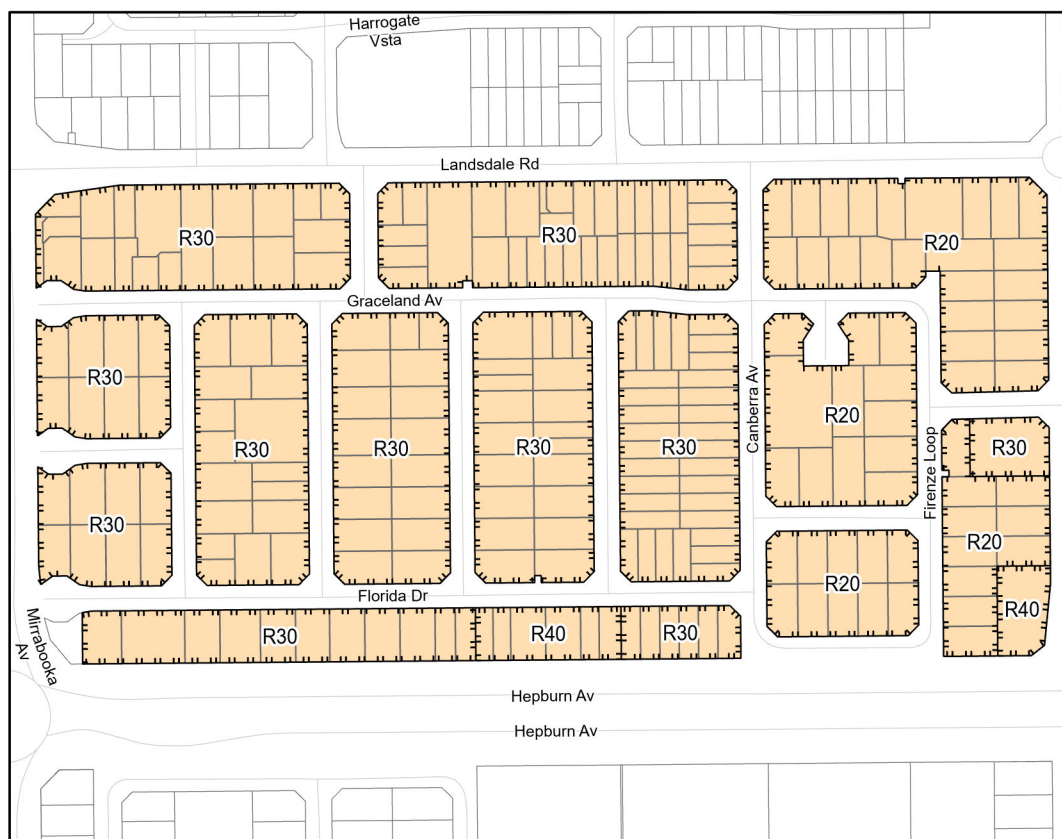 Harrogate
Vsta
Landsdale Rd
R30
R30
R20
Graceland Av
R30
R30
R30
R30
R30
Canberra Av
R20
Firenze Loop
R30
R30
R20
R20
R40
Florida Dr
Mirrabooka
Av
R30
R40
R30
Hepburn Av
Hepburn Av